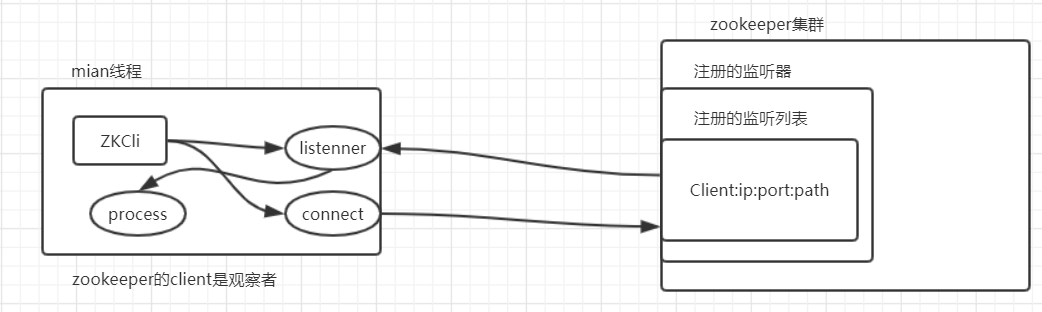 zookeeper集群
mian线程
注册的监听器
注册的监听列表
ZKCli
listenner
Client:ip:port:path
process
connect
zookeeper的client是观察者